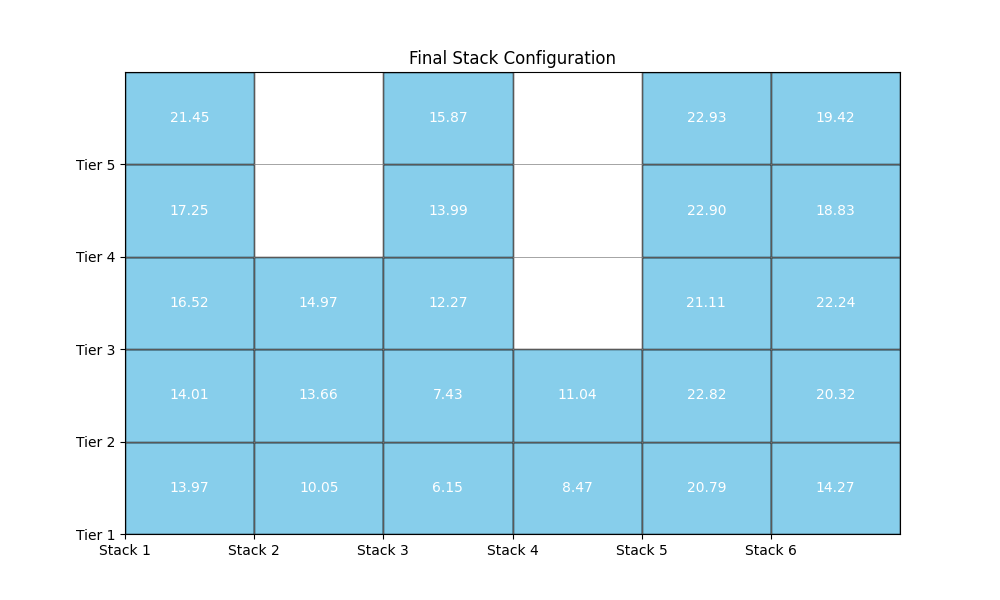 Final Stack Configuration
21.45 15.87 22.93 19.42
Tier 5
17.25 13.99 22.90 18.83
Tier 4
16.52 14.97 12.27 21.11 22.24
Tier 3
14.01 13.66 7.43 11.04 22.82 20.32
Tier 2
13.97 10.05 6.15 8.47 20.79 14.27
Tier 1
Stack 1 Stack 2 Stack 3 Stack 4 Stack 5 Stack 6